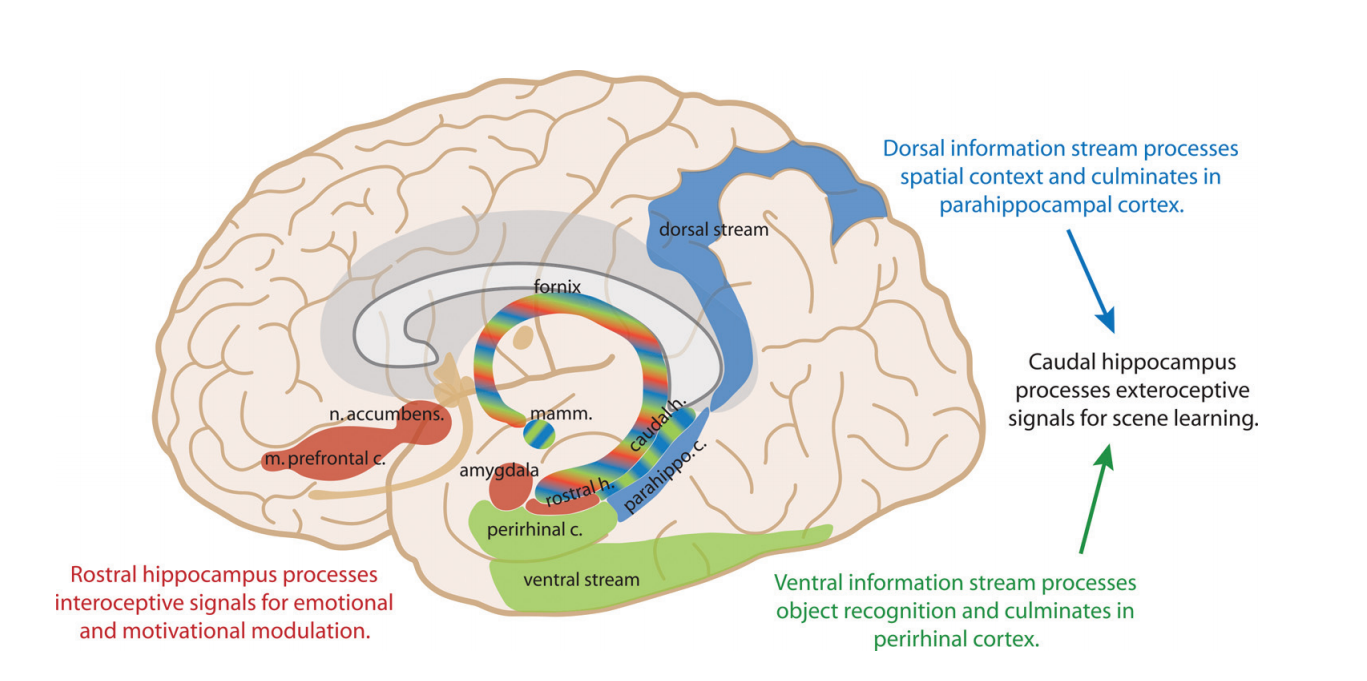 Dorsal information stream processes
spatial context and culminates in
parahippocampal cortex.
dorsal stream
fornix
Caudal hippocampus
processes exteroceptive
signals for scene learning.
n. accumbens.
mamm.
caudal h.
m. prefrontal c.
amygdala
rostral h.
parahippo. c.
perirhinal c.
ventral stream
Rostral hippocampus processes
interoceptive signals for emotional
and motivational modulation.
Ventral information stream processes
object recognition and culminates in
perirhinal cortex.